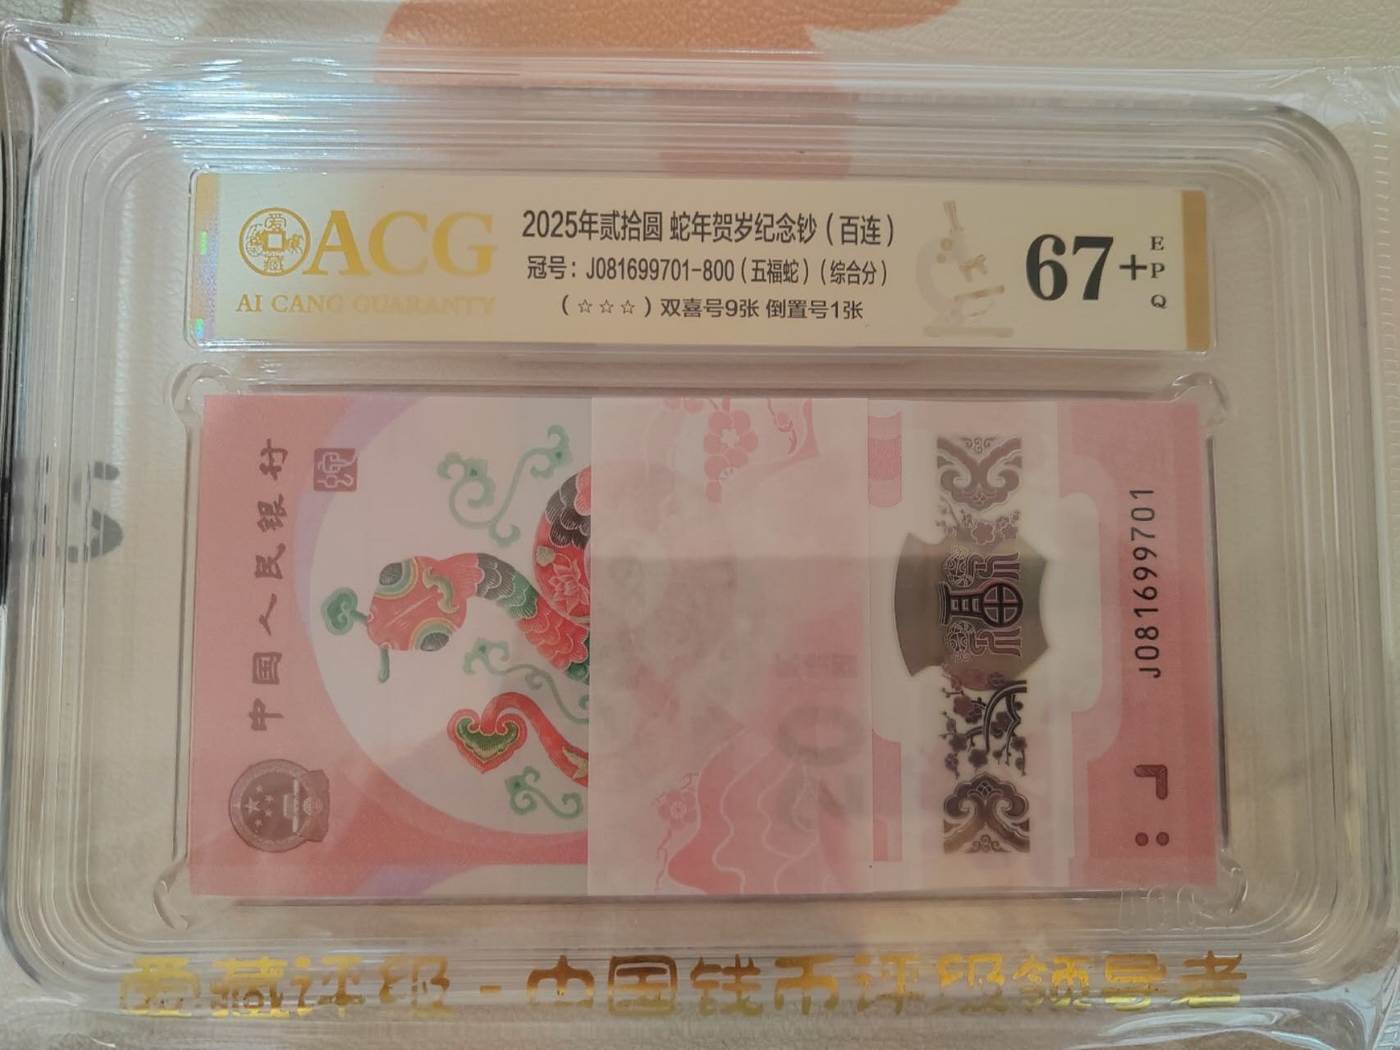 ACG
AI CANG GUARANTY
2025年贰拾圆 蛇年贺岁纪念钞（百连）
冠号：J081699701-800（五福蛇）（综合分）
（☆☆☆）双喜号9张 倒置号1张
67+
EPQ
中国人民银行
J081699701
20
爱藏评级-中国钱币评级领导者